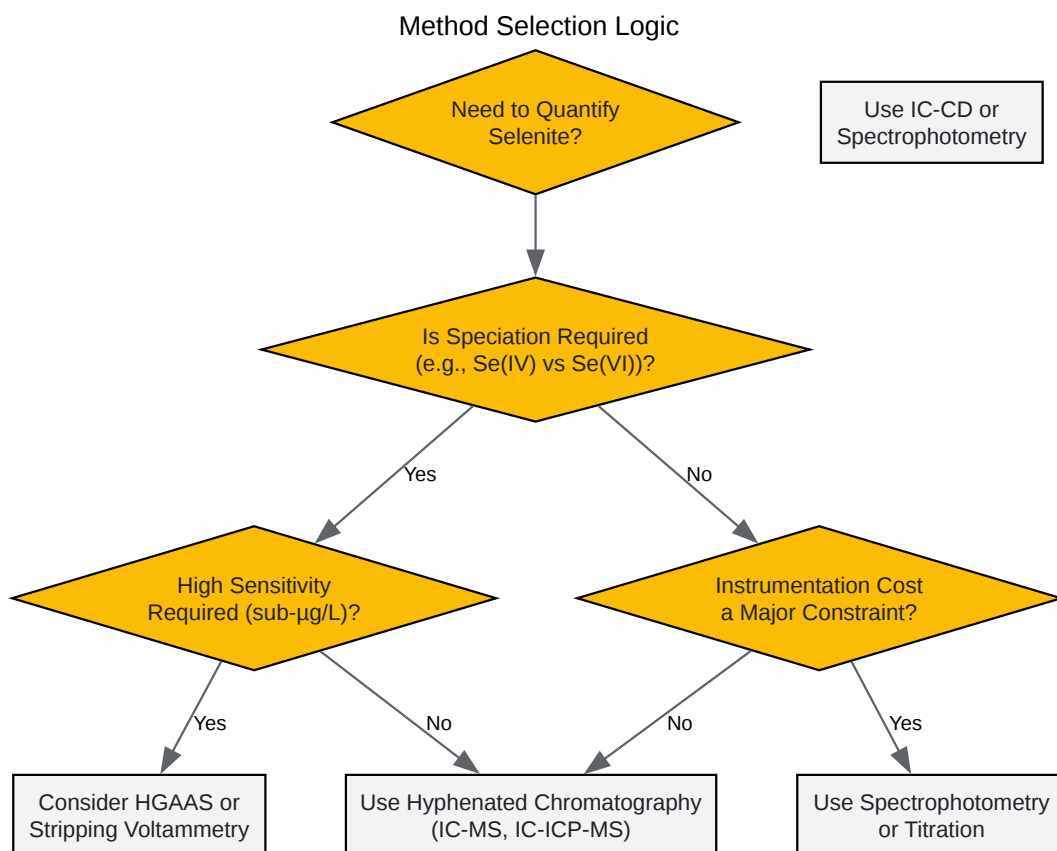 Method Selection Logic
Need to Quantify
Selenite?
Use IC-CD or
Spectrophotometry
Is Speciation Required
(e.g., Se(IV) vs Se(VI))?
Yes
No
High Sensitivity
Required (sub-µg/L)?
Instrumentation Cost
a Major Constraint?
Yes
No
No
Yes
Consider HGAAS or
Stripping Voltammetry
Use Hyphenated Chromatography
(IC-MS, IC-ICP-MS)
Use Spectrophotometry
or Titration